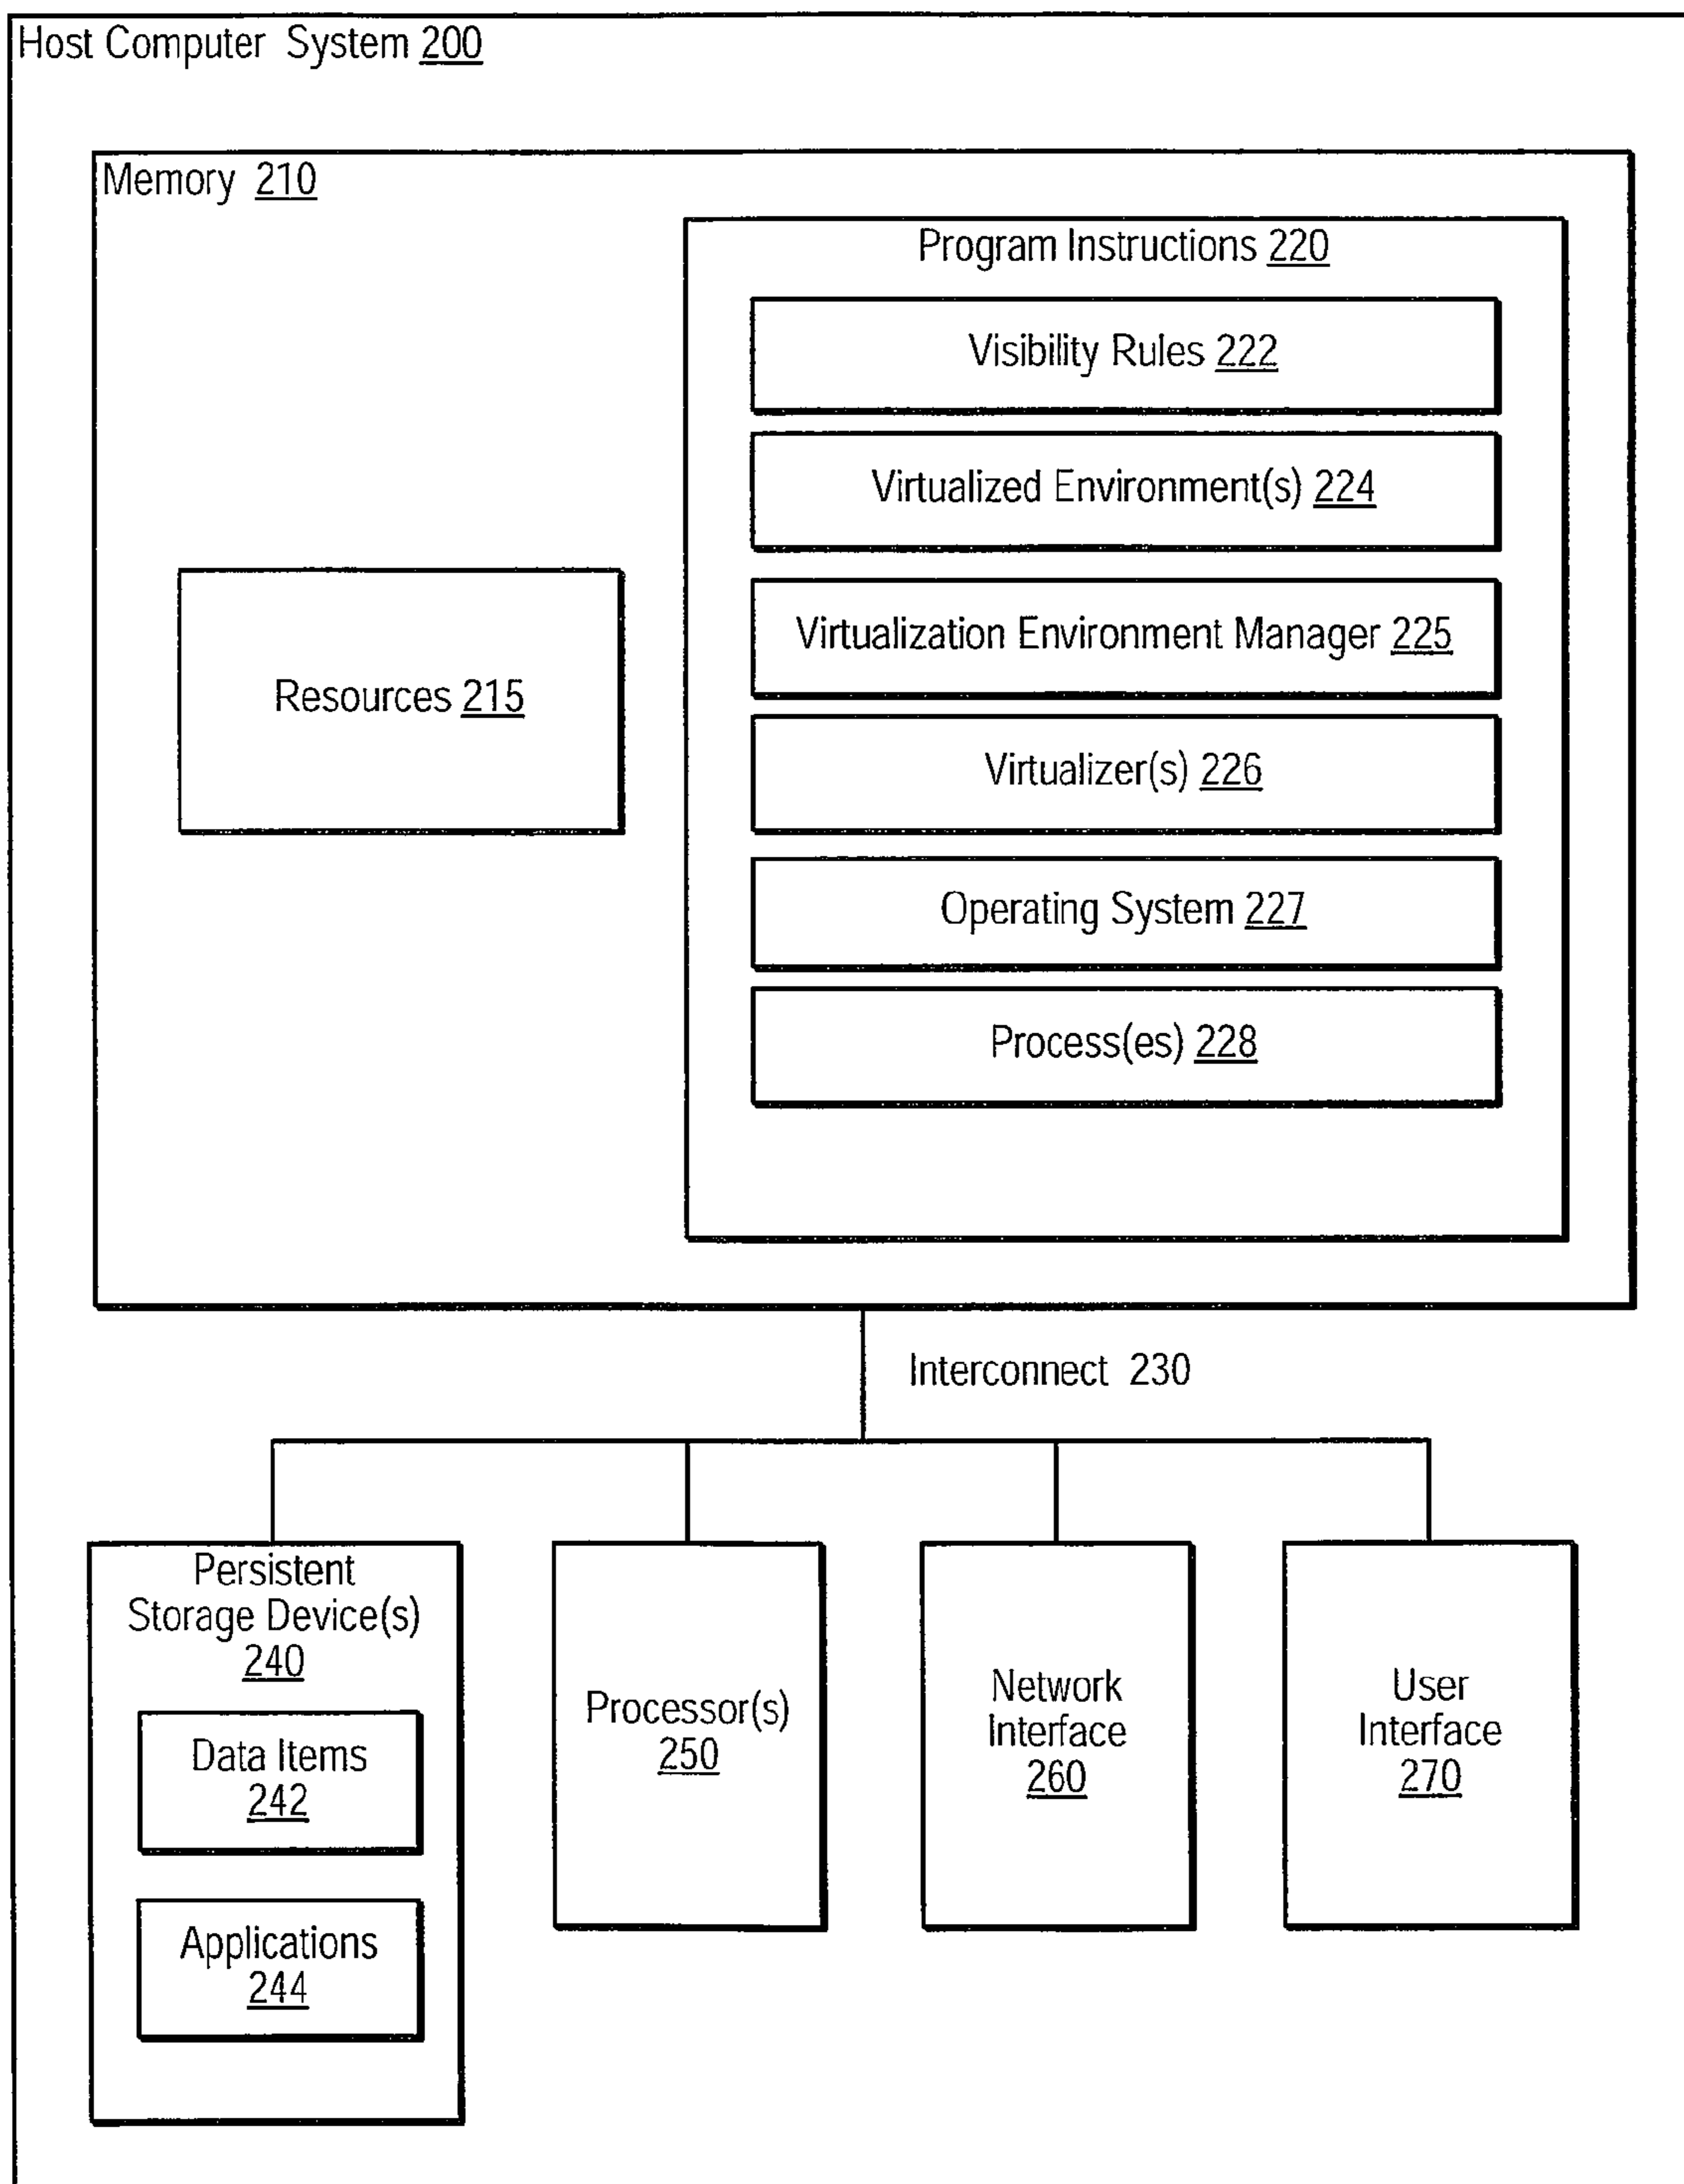 Host Computer System 200
Memory 210
Program Instructions 220
Visibility Rules 222
Virtualized Environment(s) 224
Virtualization Environment Manager 225
Virtualizer(s) 226
Operating System 227
Process(es) 228
Resources 215
Interconnect 230
Persistent
Storage Device(s)
240
Data Items
242
Applications
244
Processor(s)
250
Network
Interface
260
User
Interface
270